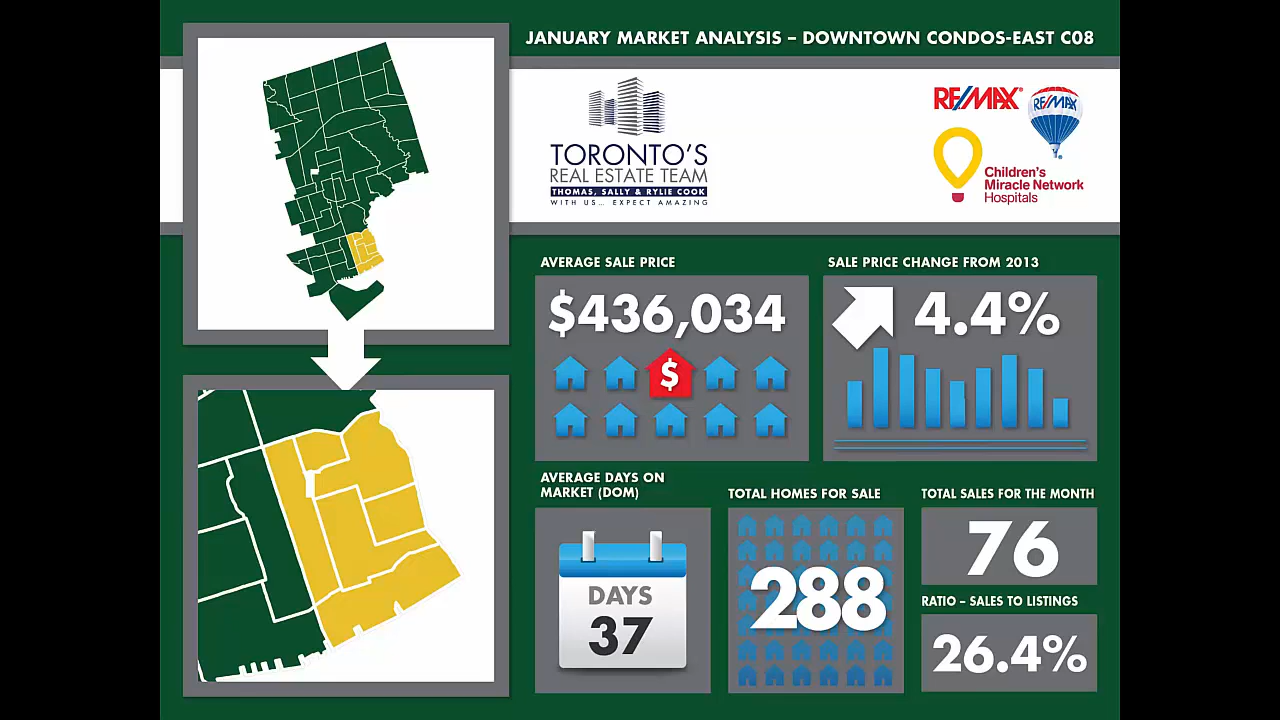 JANUARY MARKET ANALYSIS – DOWNTOWN CONDOS-EAST C08
TORONTO'S
REAL ESTATE TEAM
THOMAS, SALLY & RYLIE COOK
WITH US... EXPECT AMAZING
RE/MAX®
RE/MAX
Children's
Miracle Network
Hospitals
AVERAGE SALE PRICE
$436,034
$
SALE PRICE CHANGE FROM 2013
4.4%
AVERAGE DAYS ON
MARKET (DOM)
DAYS
37
TOTAL HOMES FOR SALE
288
TOTAL SALES FOR THE MONTH
76
RATIO – SALES TO LISTINGS
26.4%